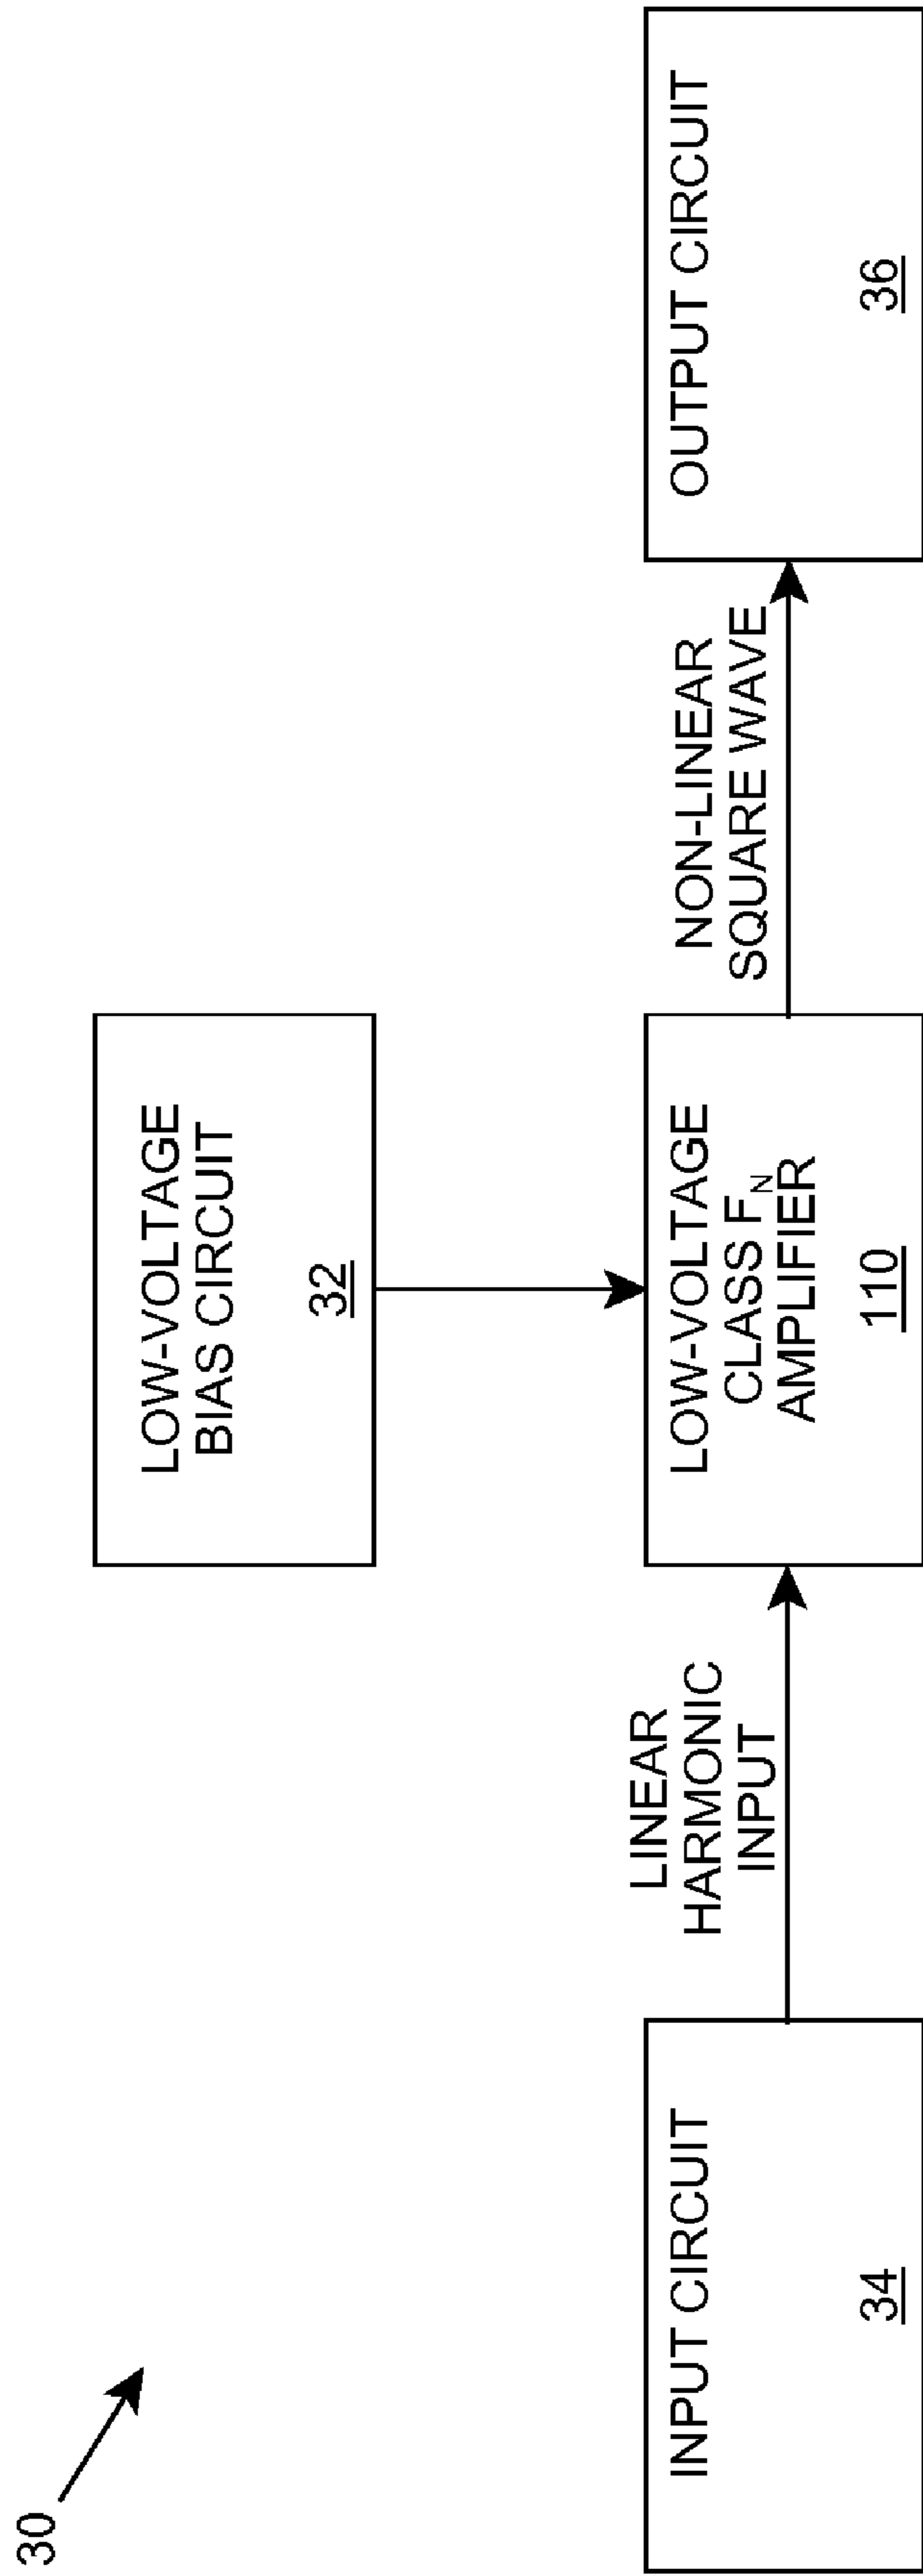 30
LOW-VOLTAGE
BIAS CIRCUIT
32
INPUT CIRCUIT
34
LINEAR
HARMONIC
INPUT
LOW-VOLTAGE
CLASS F_N
AMPLIFIER
110
NON-LINEAR
SQUARE WAVE
OUTPUT CIRCUIT
36